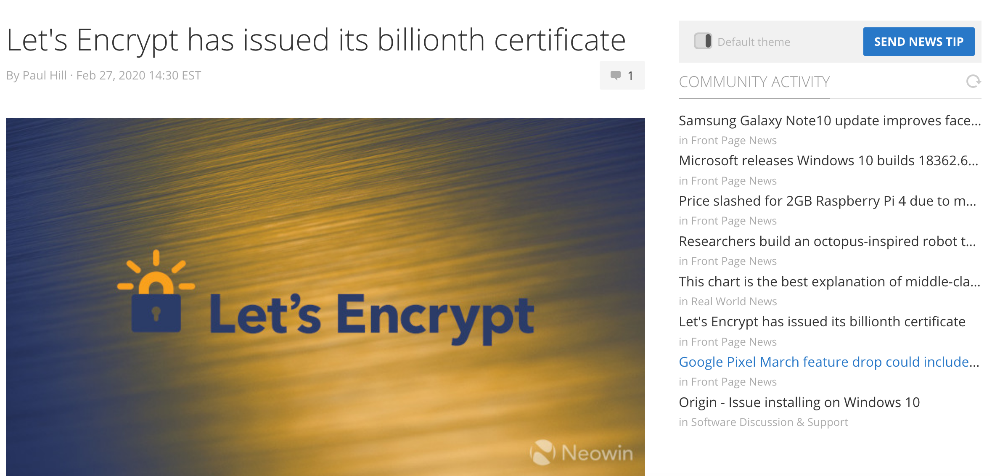 Let's Encrypt has issued its billionth certificate
By Paul Hill · Feb 27, 2020 14:30 EST
1
Let’s Encrypt
Neowin
Default theme
SEND NEWS TIP
COMMUNITY ACTIVITY
Samsung Galaxy Note10 update improves face...
in Front Page News
Microsoft releases Windows 10 builds 18362.6...
in Front Page News
Price slashed for 2GB Raspberry Pi 4 due to m...
in Front Page News
Researchers build an octopus-inspired robot t...
in Front Page News
This chart is the best explanation of middle-cla...
in Real World News
Let's Encrypt has issued its billionth certificate
in Front Page News
Google Pixel March feature drop could include...
in Front Page News
Origin - Issue installing on Windows 10
in Software Discussion & Support